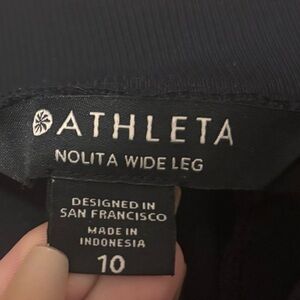 ATHLETA
NOLITA WIDE LEG
DESIGNED IN
SAN FRANCISCO
MADE IN
INDONESIA
10